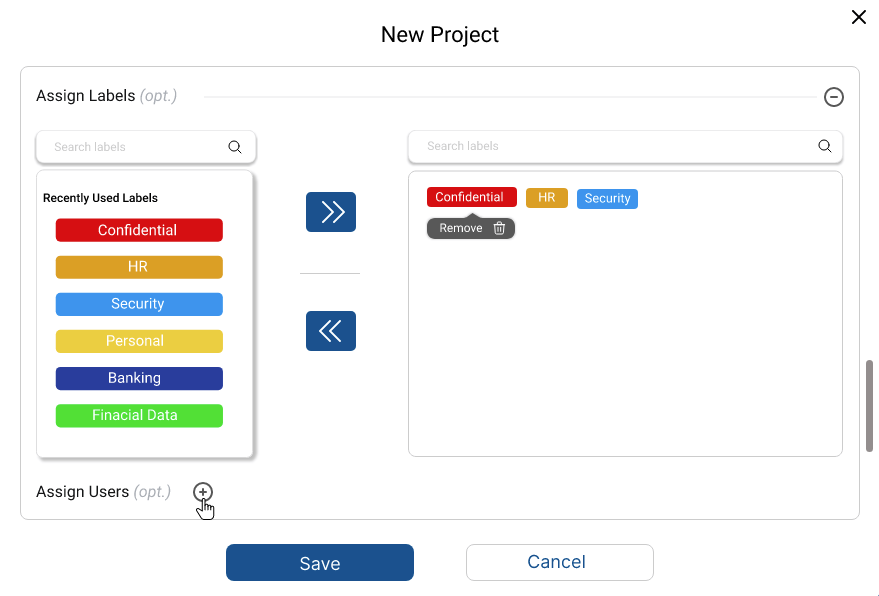 New Project
Assign Labels (opt.)
Search labels
Search labels
Recently Used Labels
Confidential
HR
Security
Personal
Banking
Finacial Data
Confidential HR Security
Remove
Assign Users (opt.)
Save Cancel